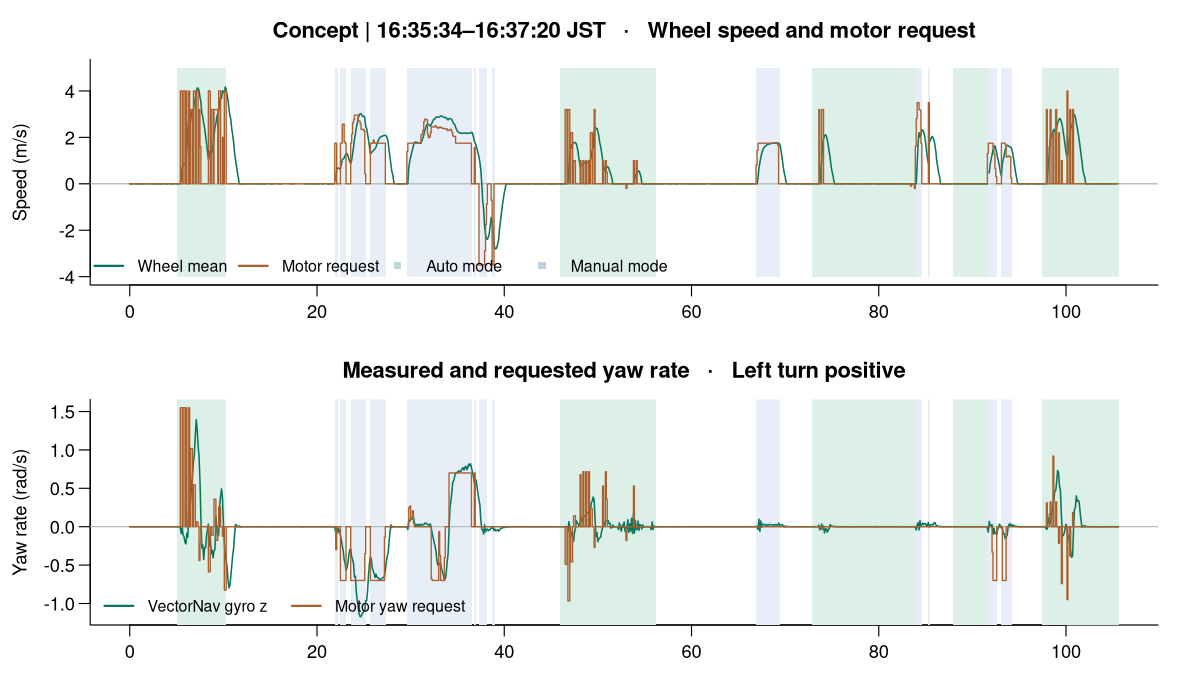 Concept | 16:35:34–16:37:20 JST · Wheel speed and motor request
Speed (m/s)
4
2
0
-2
-4
Wheel mean Motor request Auto mode Manual mode
0 20 40 60 80 100
Measured and requested yaw rate · Left turn positive
Yaw rate (rad/s)
1.5
1.0
0.5
0.0
-0.5
-1.0
VectorNav gyro z Motor yaw request
0 20 40 60 80 100